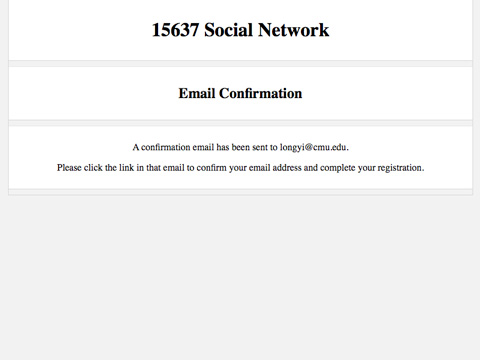 15637 Social Network
Email Confirmation
A confirmation email has been sent to longyi@cmu.edu.
Please click the link in that email to confirm your email address and complete your registration.